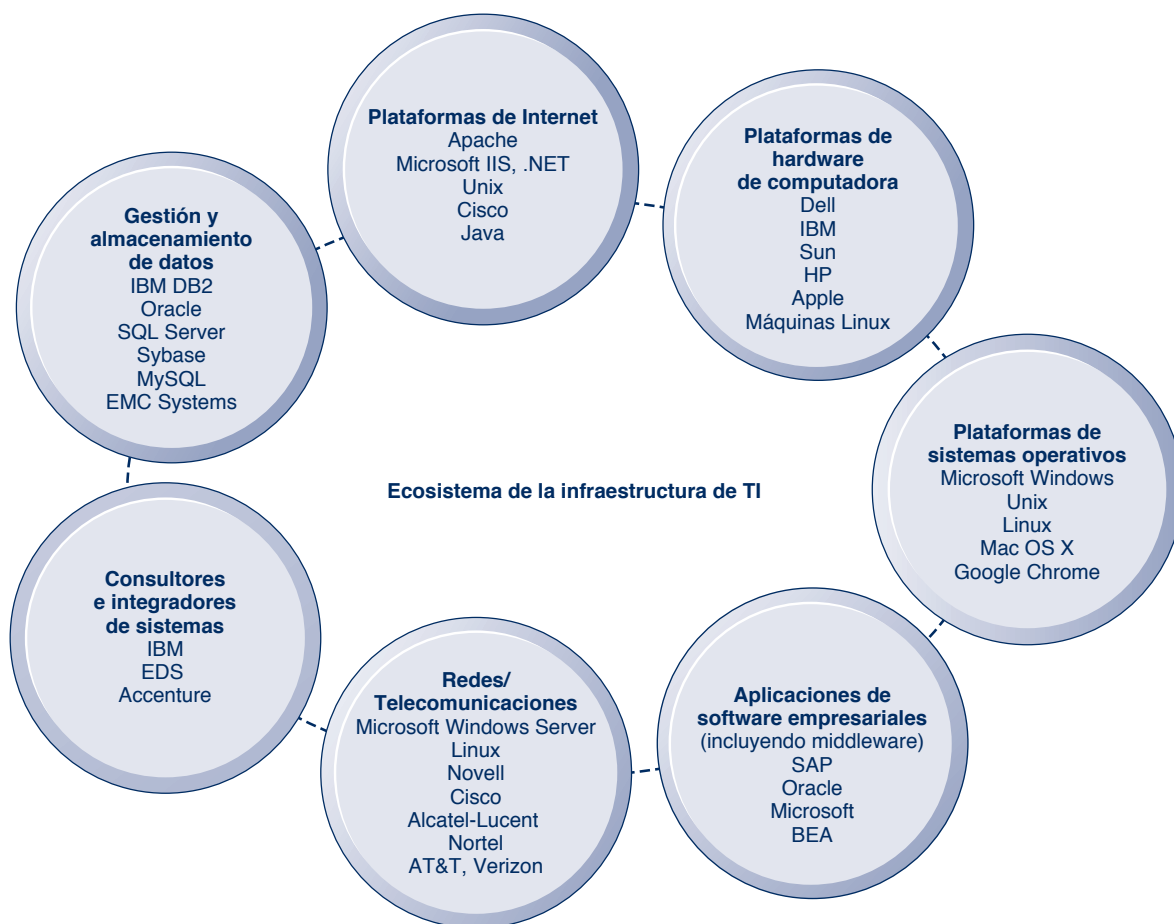 Plataformas de Internet
Apache
Microsoft IIS, .NET
Unix
Cisco
Java
Plataformas de
hardware
de computadora
Dell
IBM
Sun
HP
Apple
Máquinas Linux
Gestión y
almacenamiento
de datos
IBM DB2
Oracle
SQL Server
Sybase
MySQL
EMC Systems
Plataformas de
sistemas operativos
Microsoft Windows
Unix
Linux
Mac OS X
Google Chrome
Ecosistema de la infraestructura de TI
Consultores
e integradores
de sistemas
IBM
EDS
Accenture
Redes/
Telecomunicaciones
Microsoft Windows Server
Linux
Novell
Cisco
Alcatel-Lucent
Nortel
AT&T, Verizon
Aplicaciones de
software empresariales
(incluyendo middleware)
SAP
Oracle
Microsoft
BEA